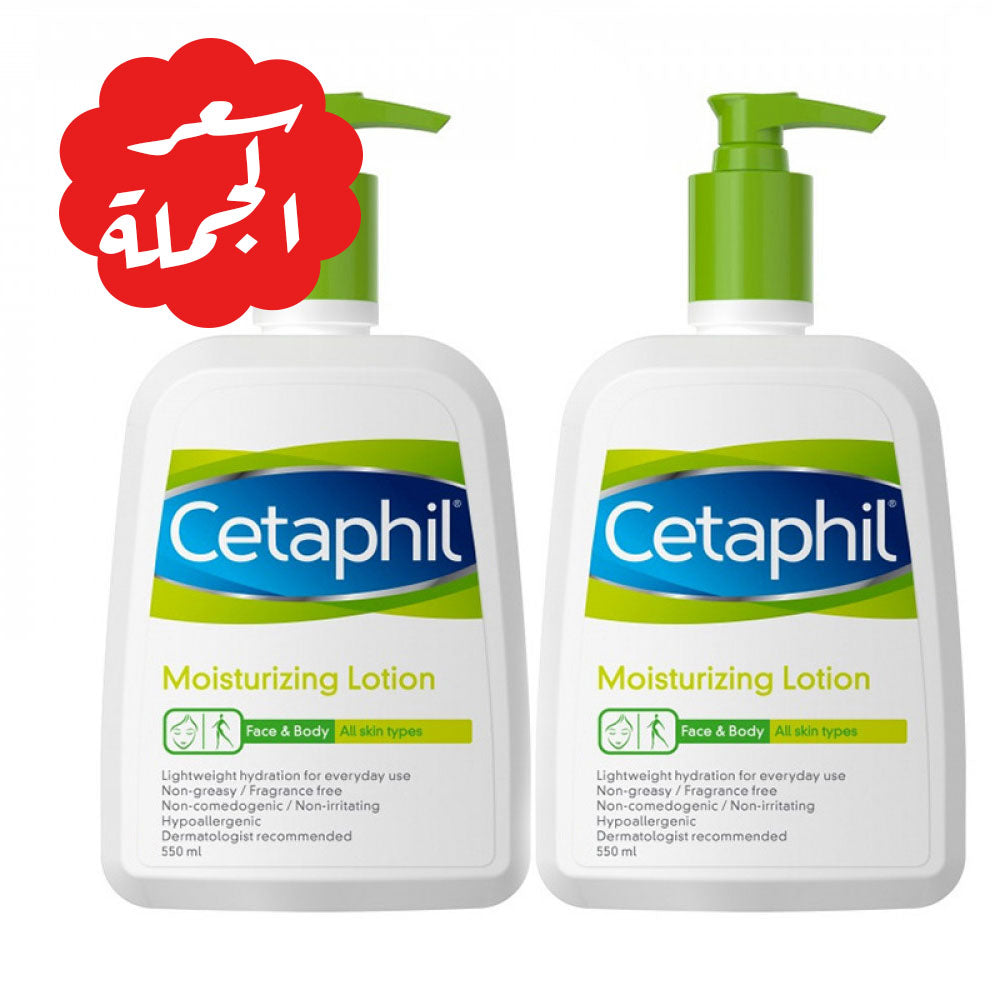 سعر
الجملة
Cetaphil®
Moisturizing Lotion
Face & Body All skin types
Lightweight hydration for everyday use
Non-greasy / Fragrance free
Non-comedogenic / Non-irritating
Hypoallergenic
Dermatologist recommended
550 ml
Cetaphil®
Moisturizing Lotion
Face & Body All skin types
Lightweight hydration for everyday use
Non-greasy / Fragrance free
Non-comedogenic / Non-irritating
Hypoallergenic
Dermatologist recommended
550 ml